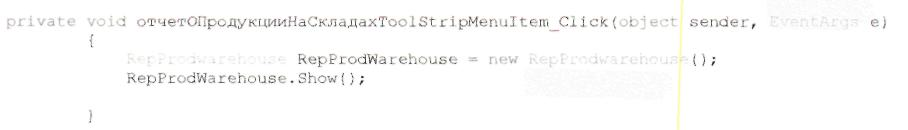 private void отчетОПродукцииНаСкладахToolStripMenuItem_Click(object sender, EventArgs e)
{
RepProdwarehouse RepProdWarehouse = new RepProdwarehouse();
RepProdWarehouse.Show();
}